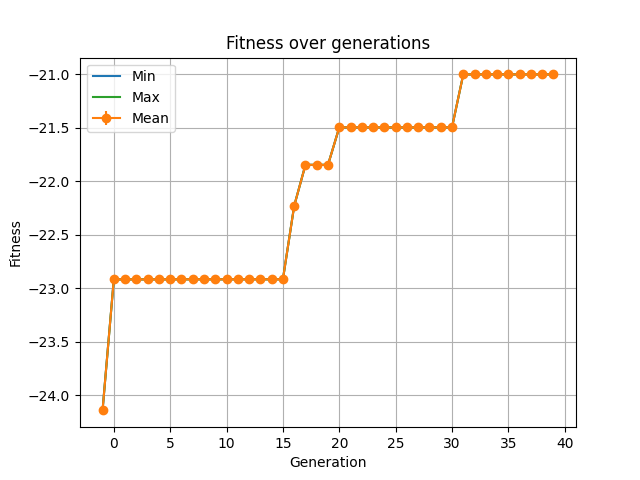 Fitness over generations
Min
Max
Mean
−21.0
−21.5
−22.0
−22.5
−23.0
−23.5
−24.0
Fitness
0 5 10 15 20 25 30 35 40
Generation